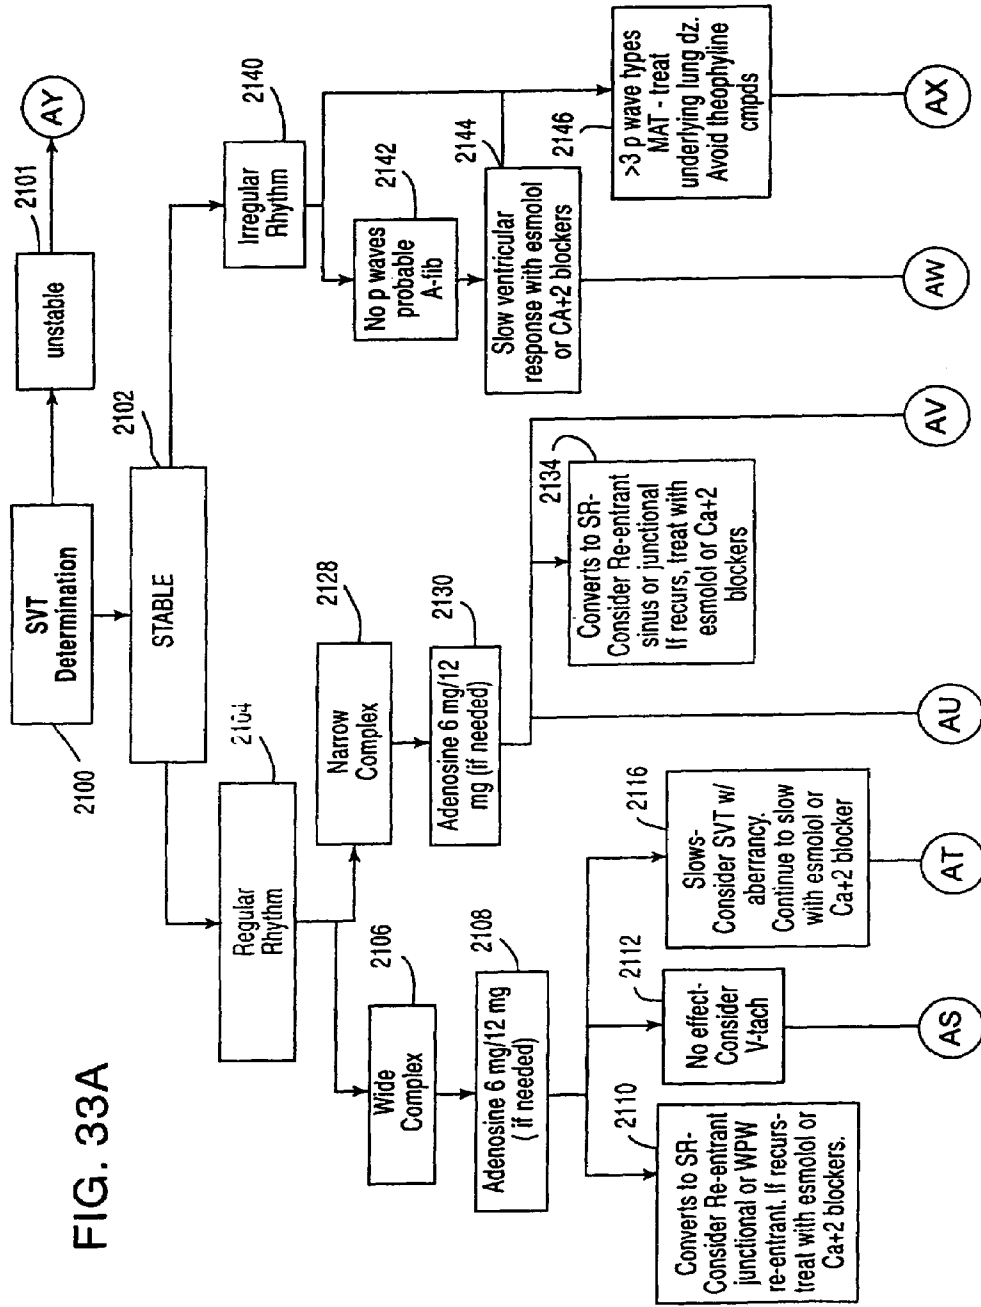 FIG. 33A
SVT
Determination
2100
unstable
2101
AY
STABLE
2102
Regular
Rhythm
2104
Wide
Complex
2106
Adenosine 6 mg/12 mg
( if needed)
2108
Converts to SR-
Consider Re-entrant
junctional or WPW
re-entrant. If recurs-
treat with esmolol or
Ca+2 blockers.
2110
No effect-
Consider
V-tach
2112
Slows-
Consider SVT w/
aberrancy.
Continue to slow
with esmolol or
Ca+2 blocker
2116
Narrow
Complex
2128
Adenosine 6 mg/12
mg (if needed)
2130
Converts to SR-
Consider Re-entrant
sinus or junctional
If recurs, treat with
esmolol or Ca+2
blockers
2134
Irregular
Rhythm
2140
No p waves
probable
A-fib
2142
Slow ventricular
response with esmolol
or CA+2 blockers
2144
>3 p wave types
MAT - treat
underlying lung dz.
Avoid theophyline
cmpds
2146
AS
AT
AU
AV
AW
AX